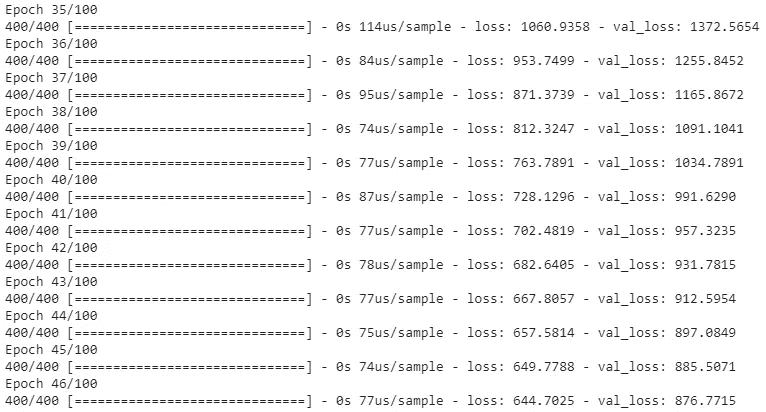 Epoch 35/100
400/400 [==============================] - 0s 114us/sample - loss: 1060.9358 - val_loss: 1372.5654
Epoch 36/100
400/400 [==============================] - 0s 84us/sample - loss: 953.7499 - val_loss: 1255.8452
Epoch 37/100
400/400 [==============================] - 0s 95us/sample - loss: 871.3739 - val_loss: 1165.8672
Epoch 38/100
400/400 [==============================] - 0s 74us/sample - loss: 812.3247 - val_loss: 1091.1041
Epoch 39/100
400/400 [==============================] - 0s 77us/sample - loss: 763.7891 - val_loss: 1034.7891
Epoch 40/100
400/400 [==============================] - 0s 87us/sample - loss: 728.1296 - val_loss: 991.6290
Epoch 41/100
400/400 [==============================] - 0s 77us/sample - loss: 702.4819 - val_loss: 957.3235
Epoch 42/100
400/400 [==============================] - 0s 78us/sample - loss: 682.6405 - val_loss: 931.7815
Epoch 43/100
400/400 [==============================] - 0s 77us/sample - loss: 667.8057 - val_loss: 912.5954
Epoch 44/100
400/400 [==============================] - 0s 75us/sample - loss: 657.5814 - val_loss: 897.0849
Epoch 45/100
400/400 [==============================] - 0s 74us/sample - loss: 649.7788 - val_loss: 885.5071
Epoch 46/100
400/400 [==============================] - 0s 77us/sample - loss: 644.7025 - val_loss: 876.7715